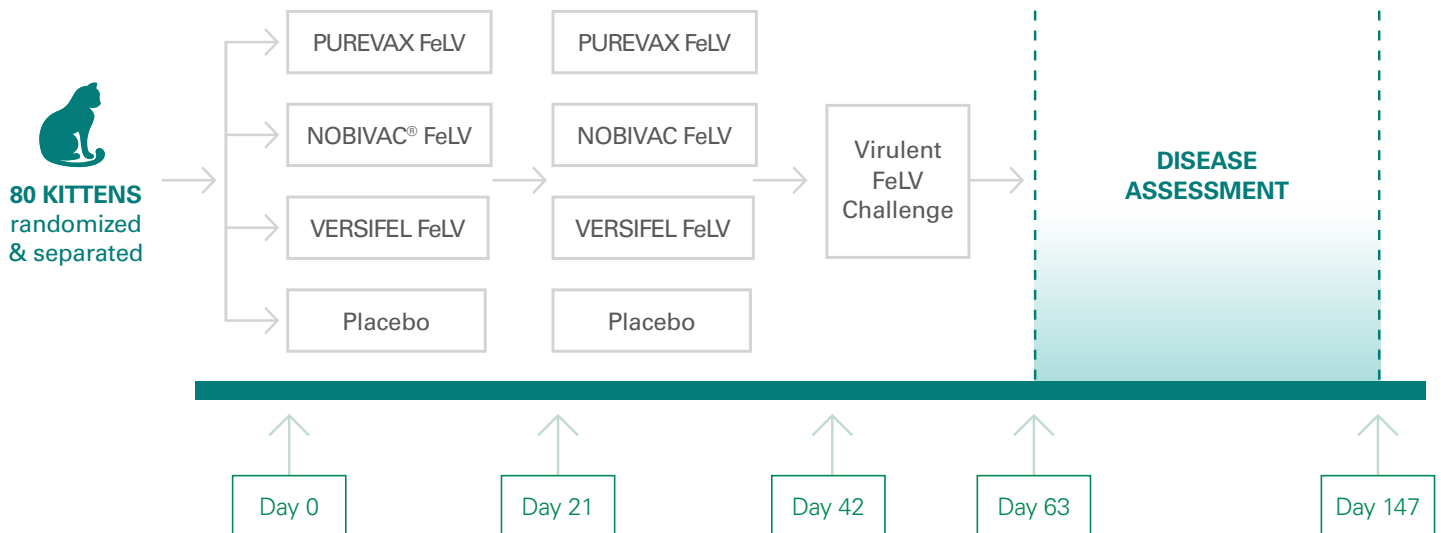 80 KITTENS
randomized
& separated
PUREVAX FeLV
NOBIVAC® FeLV
VERSIFEL FeLV
Placebo
PUREVAX FeLV
NOBIVAC FeLV
VERSIFEL FeLV
Placebo
Virulent
FeLV
Challenge
DISEASE
ASSESSMENT
Day 0
Day 21
Day 42
Day 63
Day 147